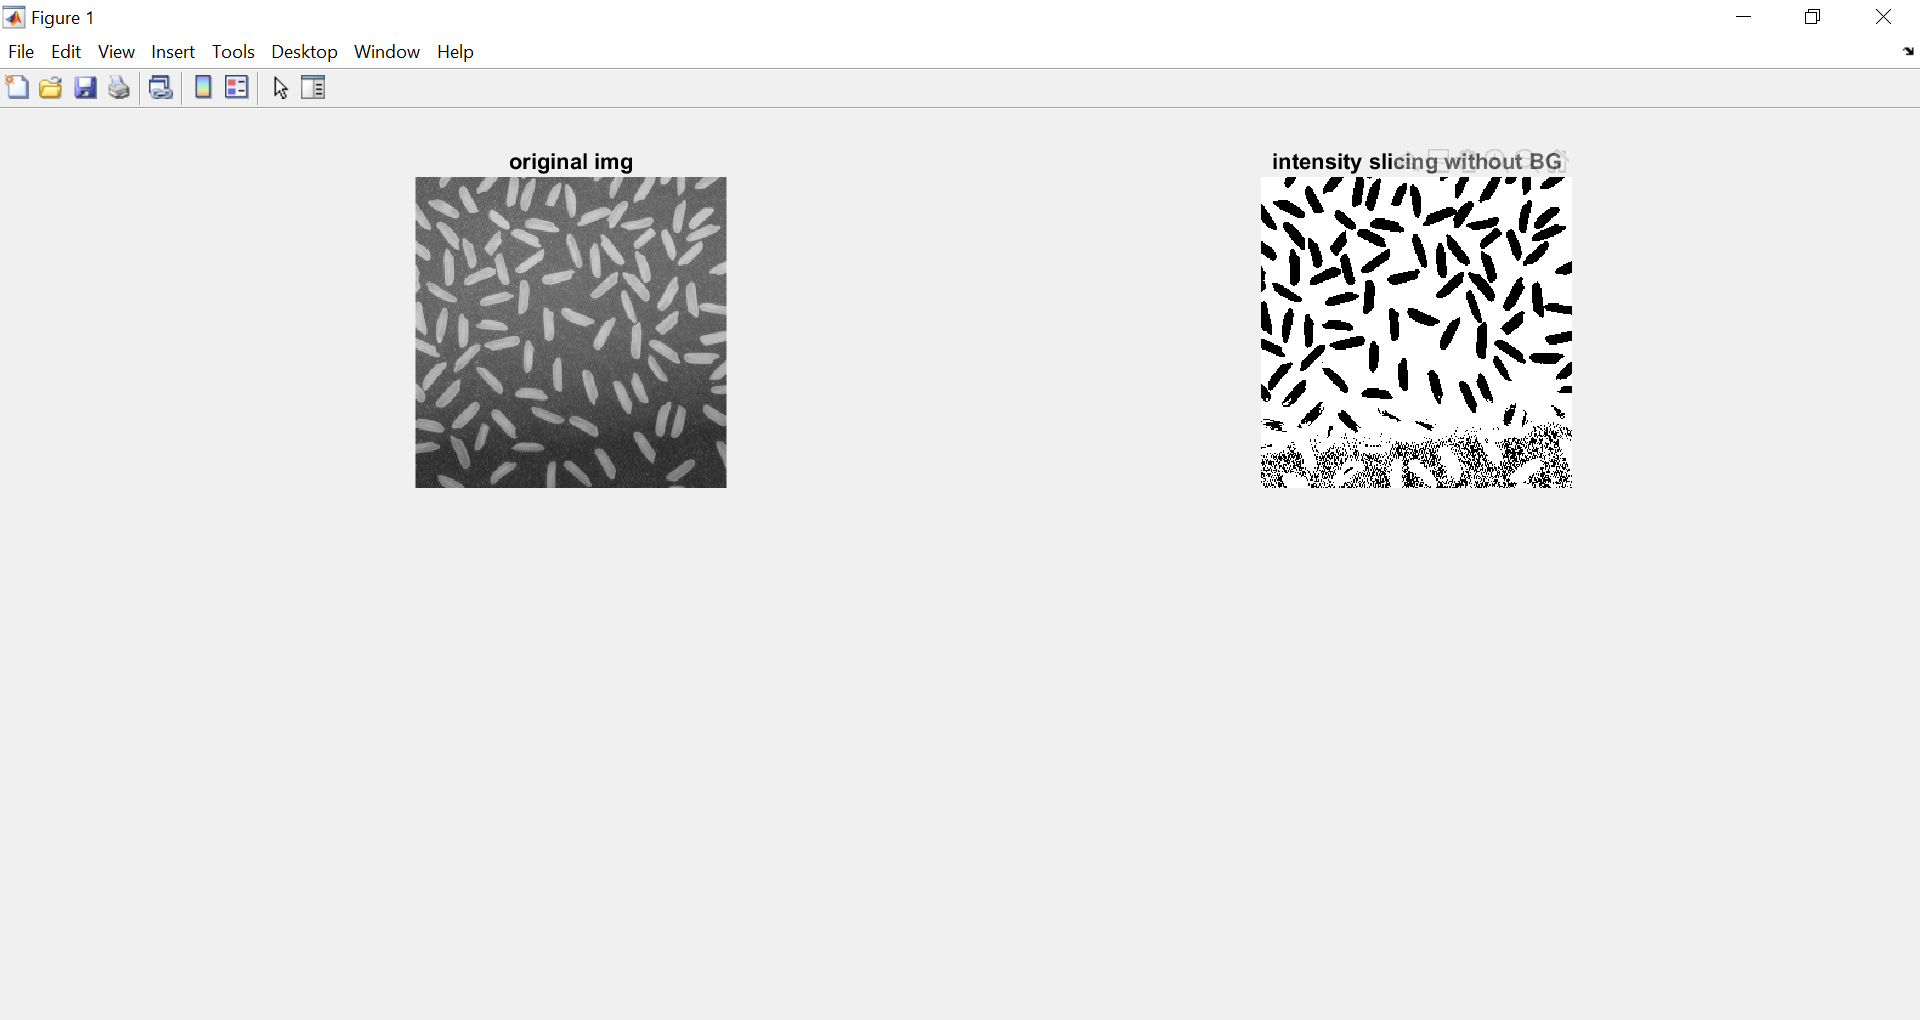 Figure 1
File Edit View Insert Tools Desktop Window Help
original img
intensity slicing without BG